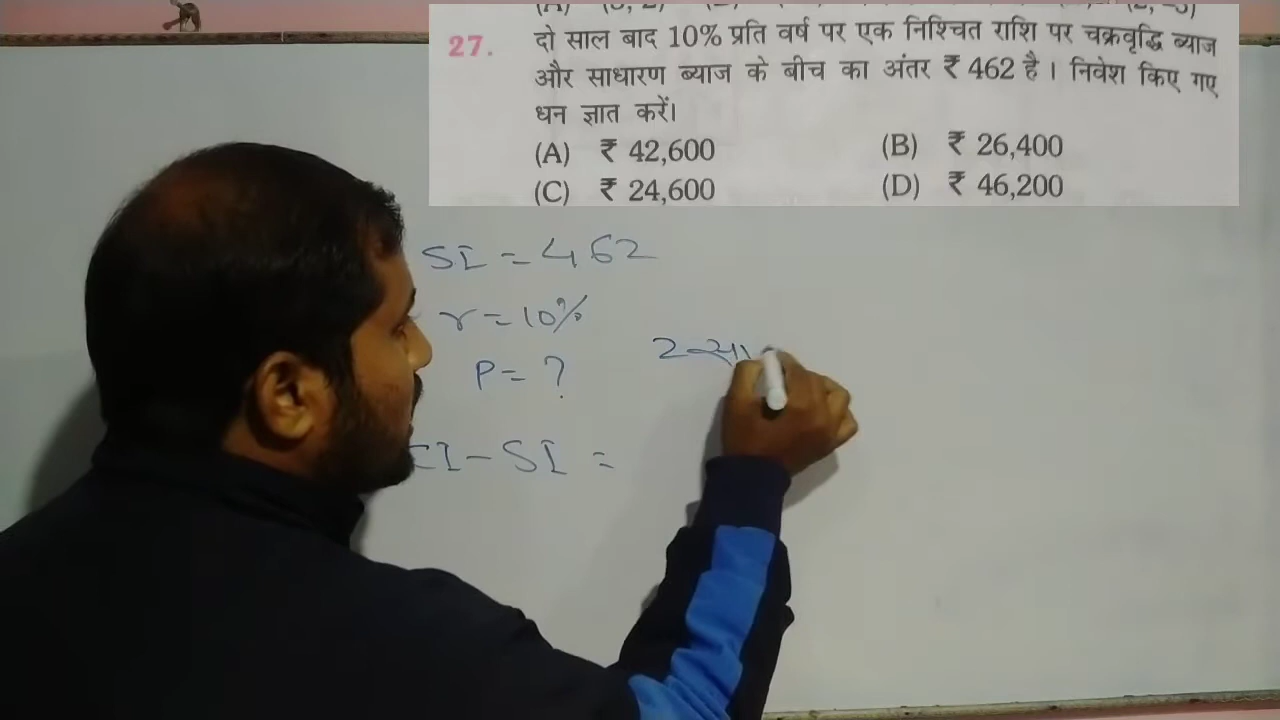 27. दो साल बाद 10% प्रति वर्ष पर एक निश्चित राशि पर चक्रवृद्धि ब्याज
और साधारण ब्याज के बीच का अंतर ₹ 462 है। निवेश किए गए
धन ज्ञात करें।
(A) ₹ 42,600 (B) ₹ 26,400
(C) ₹ 24,600 (D) ₹ 46,200
SI = 462
r = 10%
2 सा
P = ?
CI - SI =